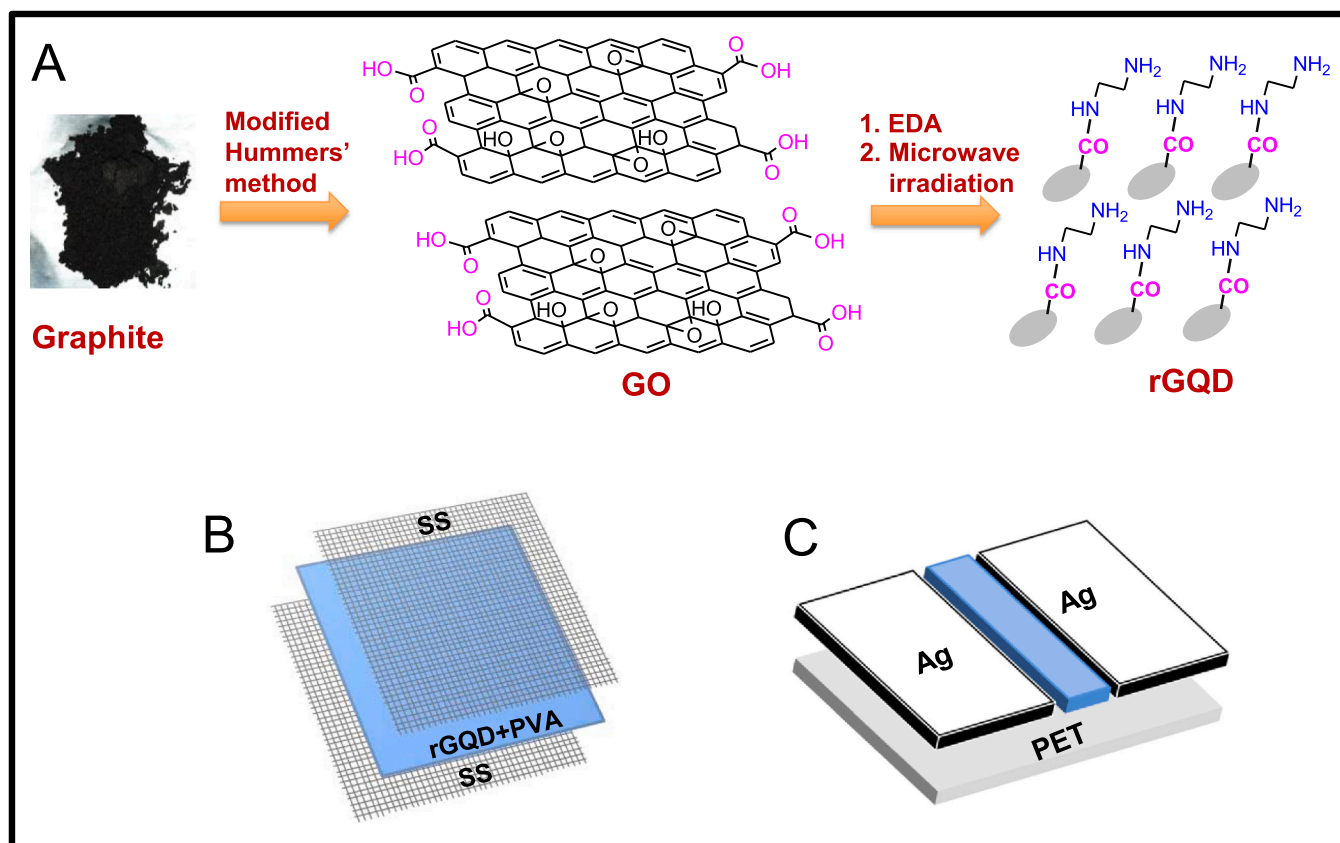 A
Modified
Hummers’
method
Graphite
HO
O
O
O
O
OH
O
HO
HO
O
HO
O
O
OH
HO
O
O
O
O
OH
O
HO
HO
O
HO
O
O
OH
GO
1. EDA
2. Microwave
irradiation
NH2
NH2
NH2
HN
HN
HN
CO
CO
CO
NH2
NH2
NH2
HN
HN
HN
CO
CO
CO
rGQD
B
SS
rGQD+PVA
SS
C
Ag
Ag
PET